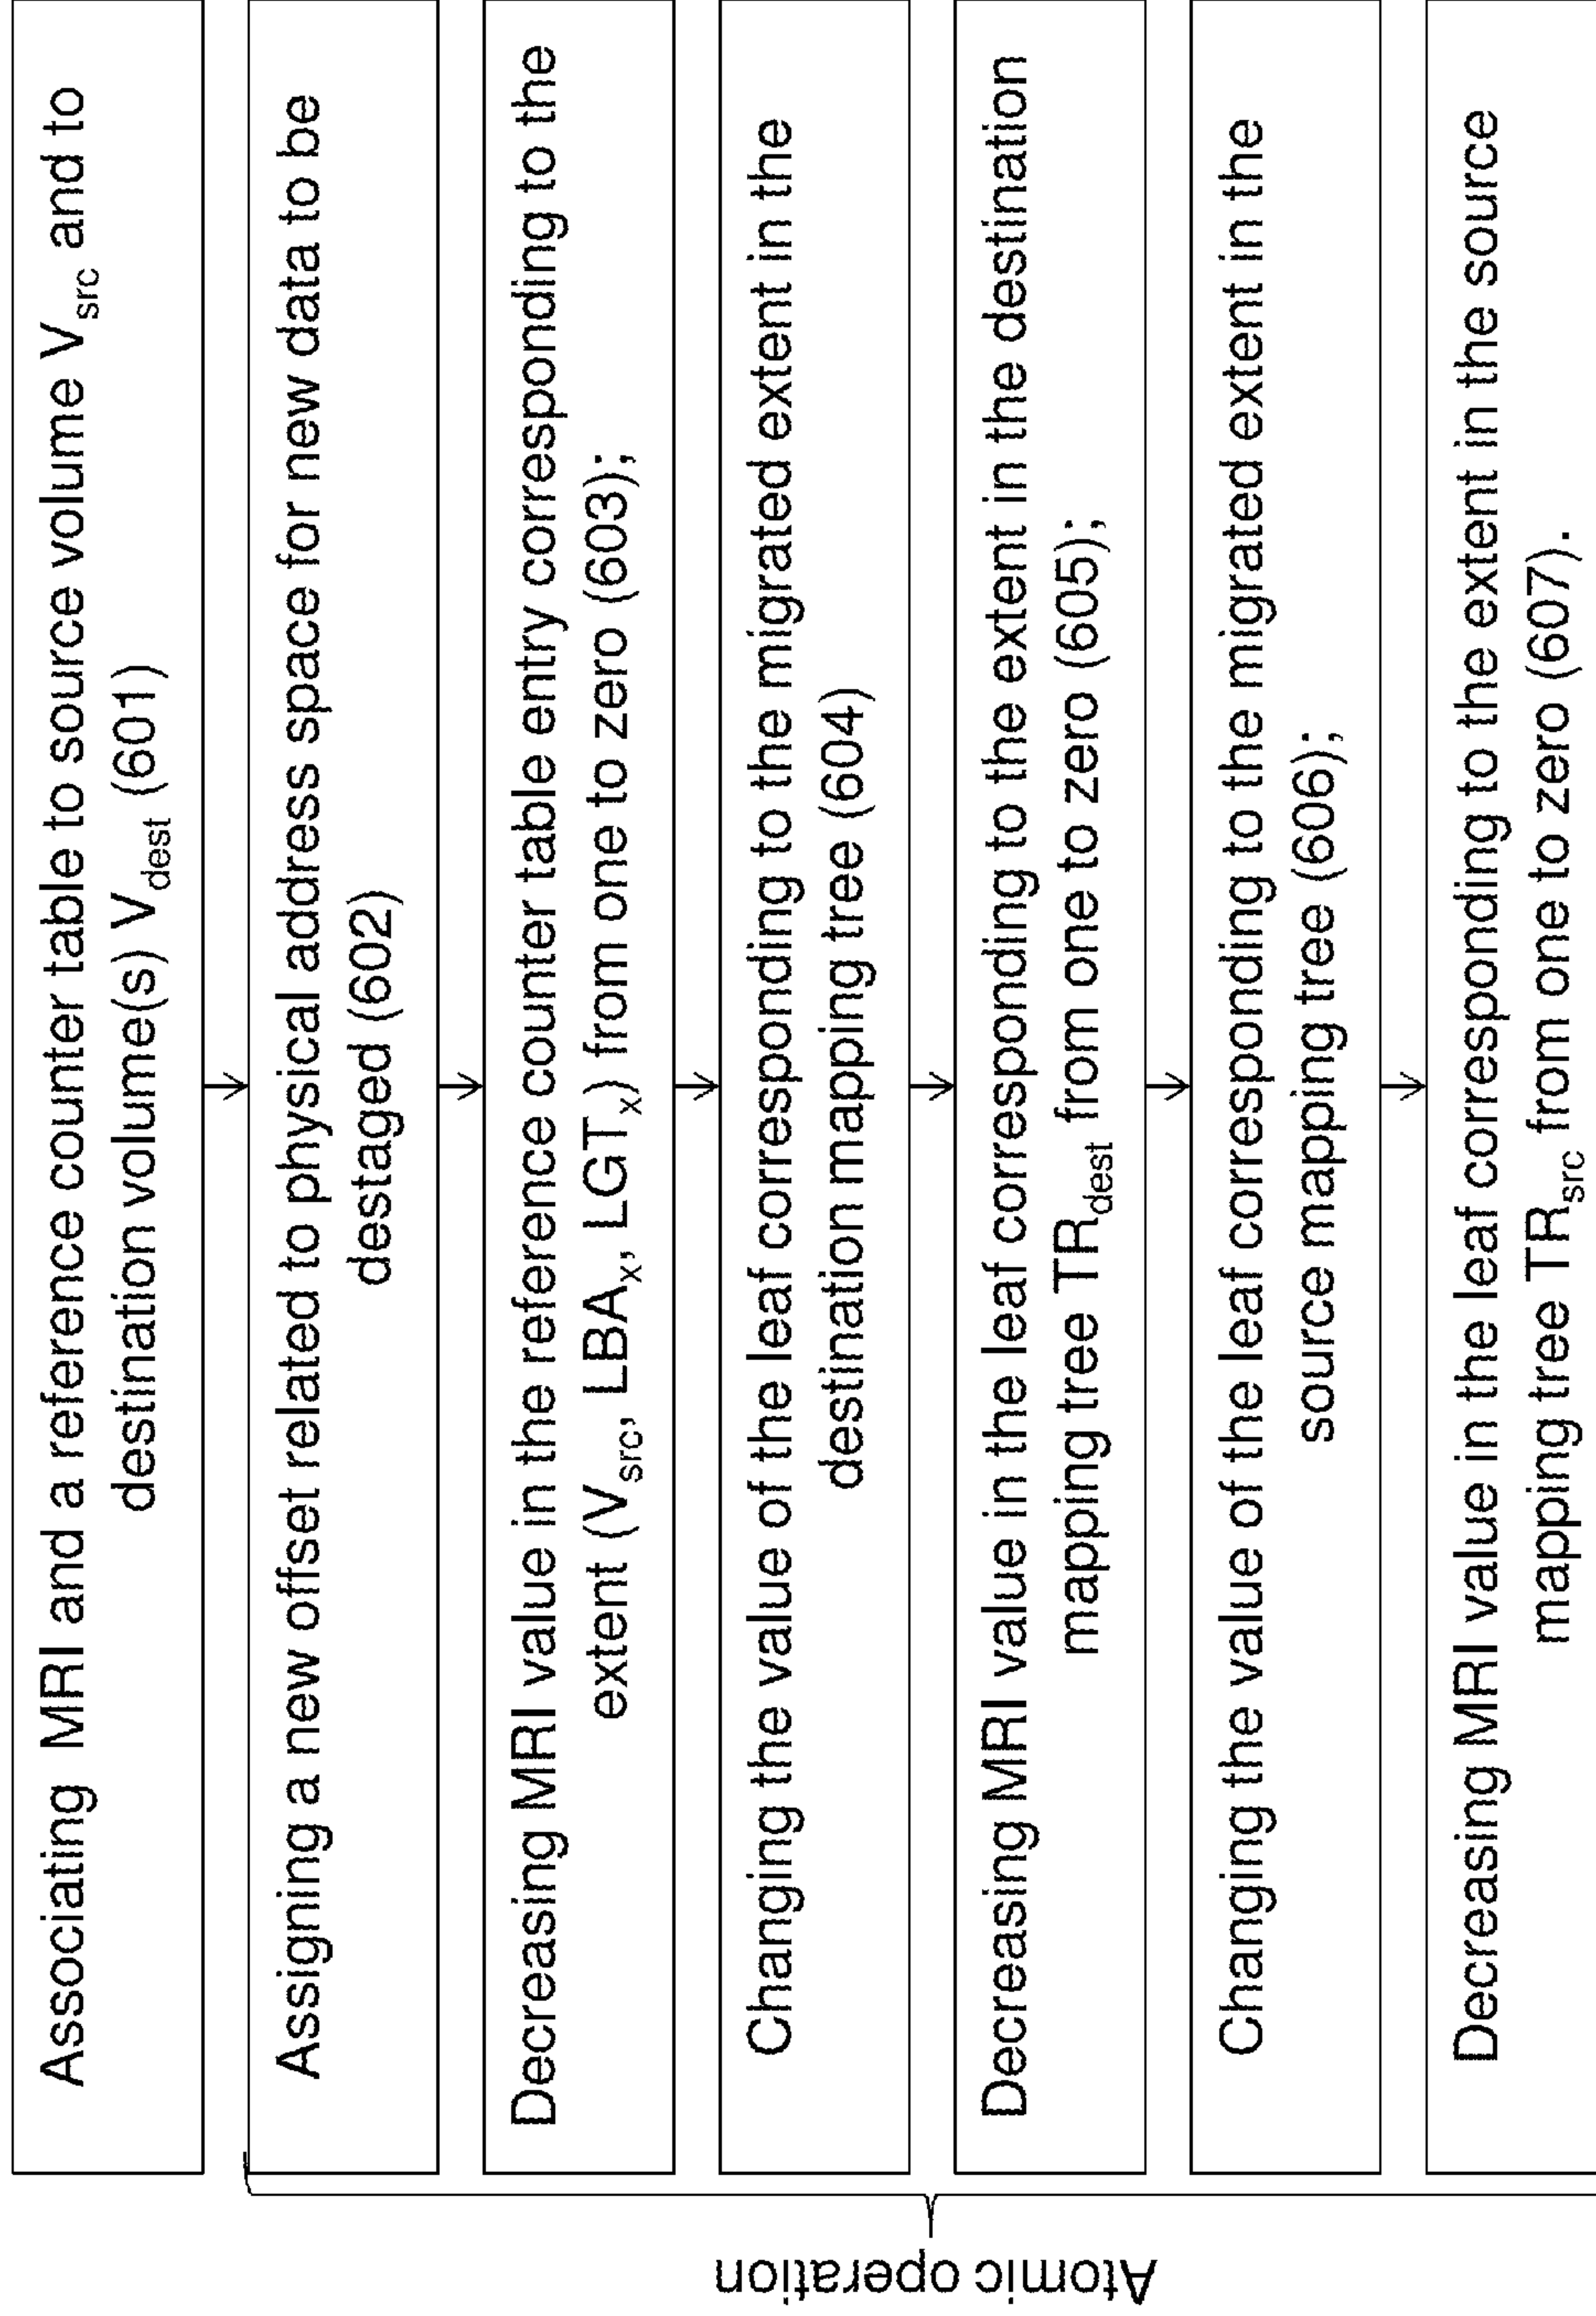 Associating MRI and a reference counter table to source volume Vsrc and to
destination volume(s) Vdest (601)
Assigning a new offset related to physical address space for new data to be
destaged (602)
Decreasing MRI value in the reference counter table entry corresponding to the
extent (Vsrc, LBAx, LGTx) from one to zero (603);
Changing the value of the leaf corresponding to the migrated extent in the
destination mapping tree (604)
Decreasing MRI value in the leaf corresponding to the extent in the destination
mapping tree TRdest from one to zero (605);
Changing the value of the leaf corresponding to the migrated extent in the
source mapping tree (606);
Decreasing MRI value in the leaf corresponding to the extent in the source
mapping tree TRsrc from one to zero (607).
Atomic operation